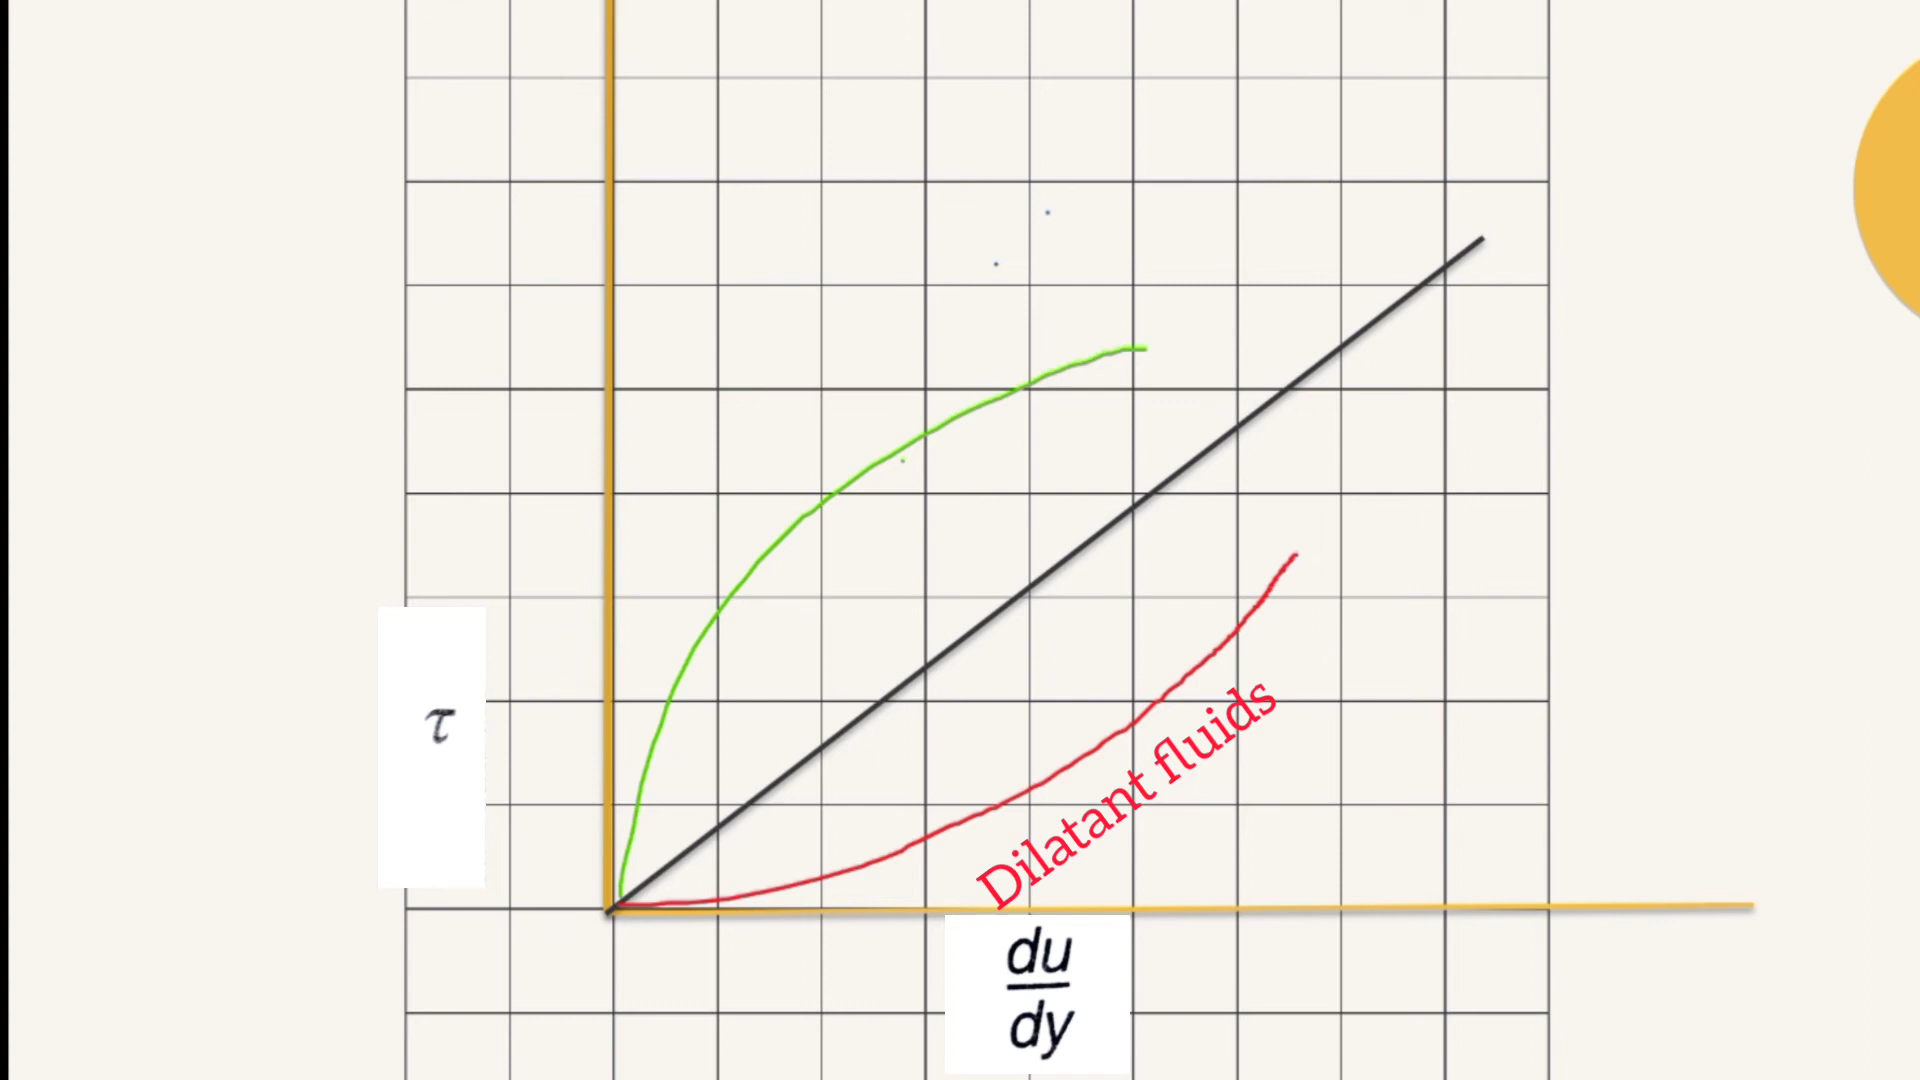 τ
Dilatant fluids
du
dy